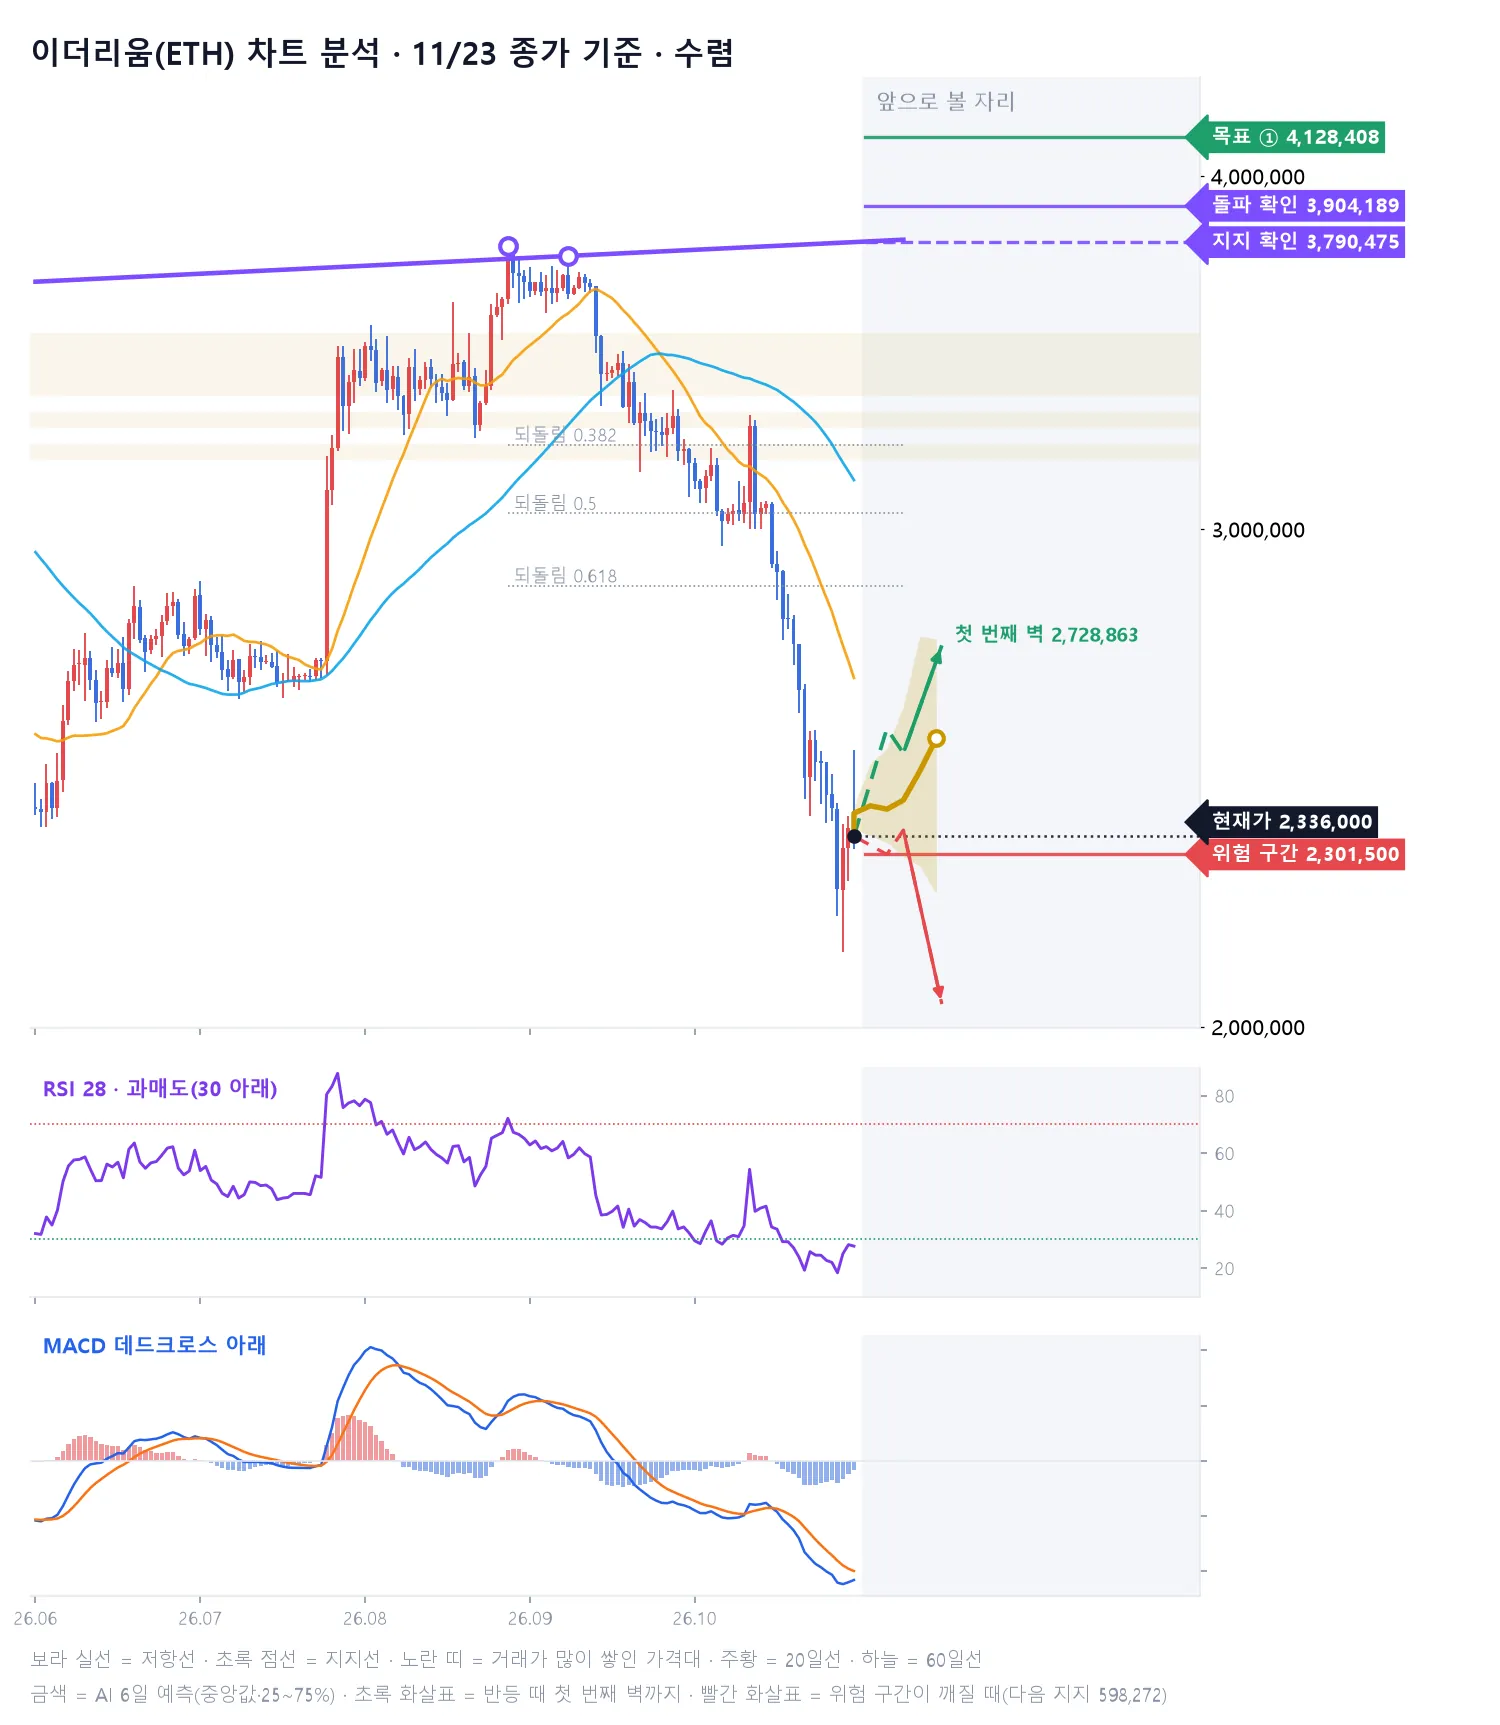 이더리움(ETH) 차트 분석 · 11/23 종가 기준 · 수렴
앞으로 볼 자리
목표 ① 4,128,408
4,000,000
돌파 확인 3,904,189
지지 확인 3,790,475
되돌림 0.382
되돌림 0.5
3,000,000
되돌림 0.618
첫 번째 벽 2,728,863
현재가 2,336,000
위험 구간 2,301,500
2,000,000
RSI 28 · 과매도(30 아래)
80
60
40
20
MACD 데드크로스 아래
26.06 26.07 26.08 26.09 26.10
보라 실선 = 저항선 · 초록 점선 = 지지선 · 노란 띠 = 거래가 많이 쌓인 가격대 · 주황 = 20일선 · 하늘 = 60일선
금색 = AI 6일 예측(중앙값·25~75%) · 초록 화살표 = 반등 때 첫 번째 벽까지 · 빨간 화살표 = 위험 구간이 깨질 때(다음 지지 598,272)